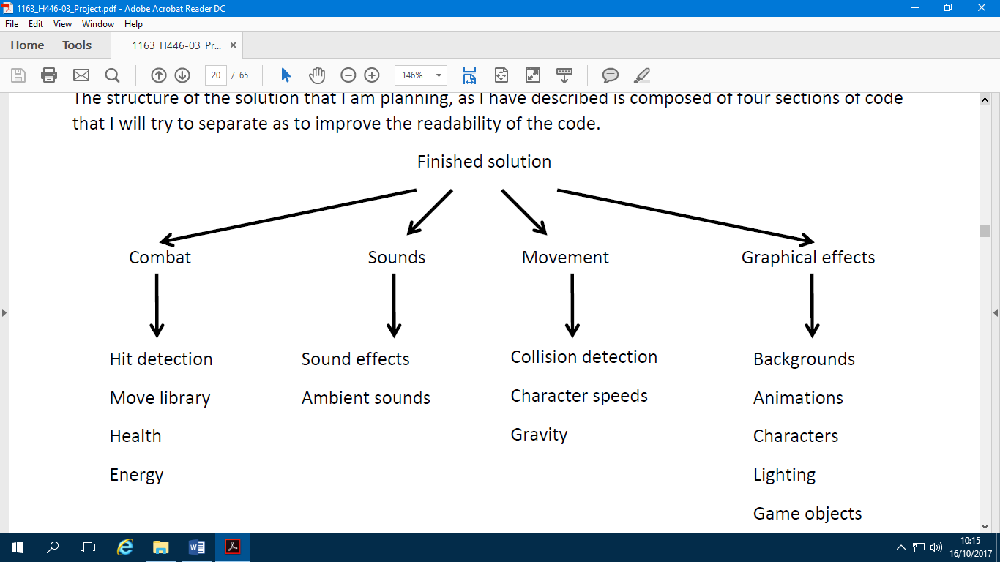 1163_H446-03_Project.pdf - Adobe Acrobat Reader DC
File Edit View Window Help
Home Tools 1163_H446-03_Pr... ×
20 / 65 146%
The structure of the solution that I am planning, as I have described is composed of four sections of code
that I will try to separate as to improve the readability of the code.
Finished solution
Combat Sounds Movement Graphical effects
Hit detection Sound effects Collision detection Backgrounds
Move library Ambient sounds Character speeds Animations
Health Gravity Characters
Energy Lighting
Game objects
10:15
16/10/2017